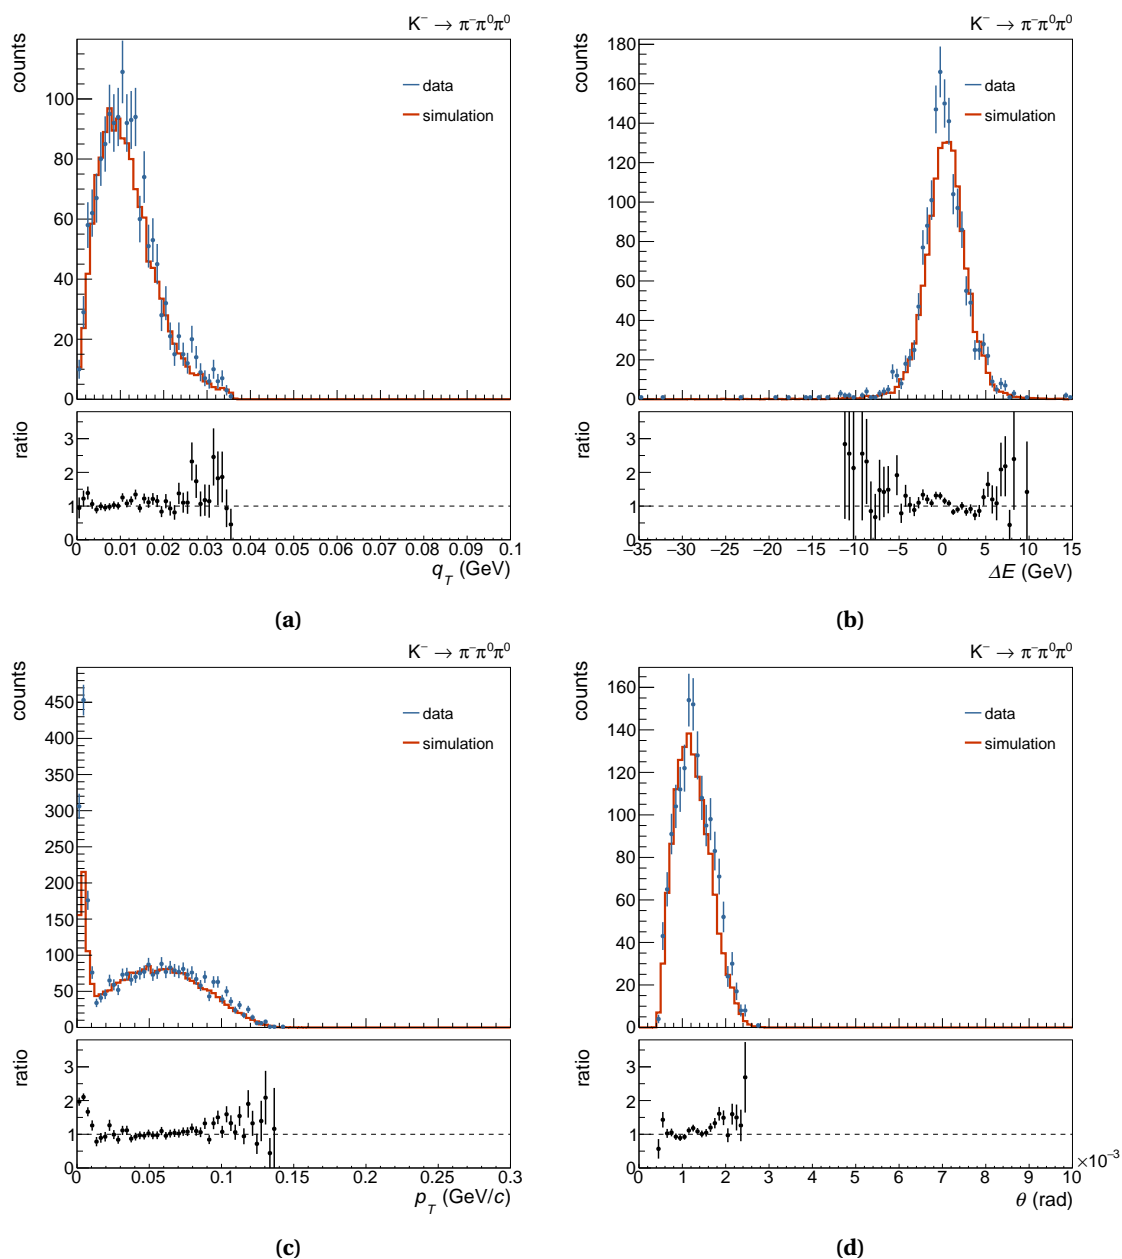 K⁻ → π⁻π⁰π⁰
counts
data
simulation
100
80
60
40
20
0
ratio
3
2
1
0
0 0.01 0.02 0.03 0.04 0.05 0.06 0.07 0.08 0.09 0.1
q_T (GeV)
(a)
K⁻ → π⁻π⁰π⁰
counts
data
simulation
180
160
140
120
100
80
60
40
20
0
ratio
3
2
1
0
−35 −30 −25 −20 −15 −10 −5 0 5 10 15
ΔE (GeV)
(b)
K⁻ → π⁻π⁰π⁰
counts
data
simulation
450
400
350
300
250
200
150
100
50
0
ratio
3
2
1
0
0 0.05 0.1 0.15 0.2 0.25 0.3
p_T (GeV/c)
(c)
K⁻ → π⁻π⁰π⁰
counts
data
simulation
160
140
120
100
80
60
40
20
0
ratio
3
2
1
0
0 1 2 3 4 5 6 7 8 9 10
×10⁻³
θ (rad)
(d)